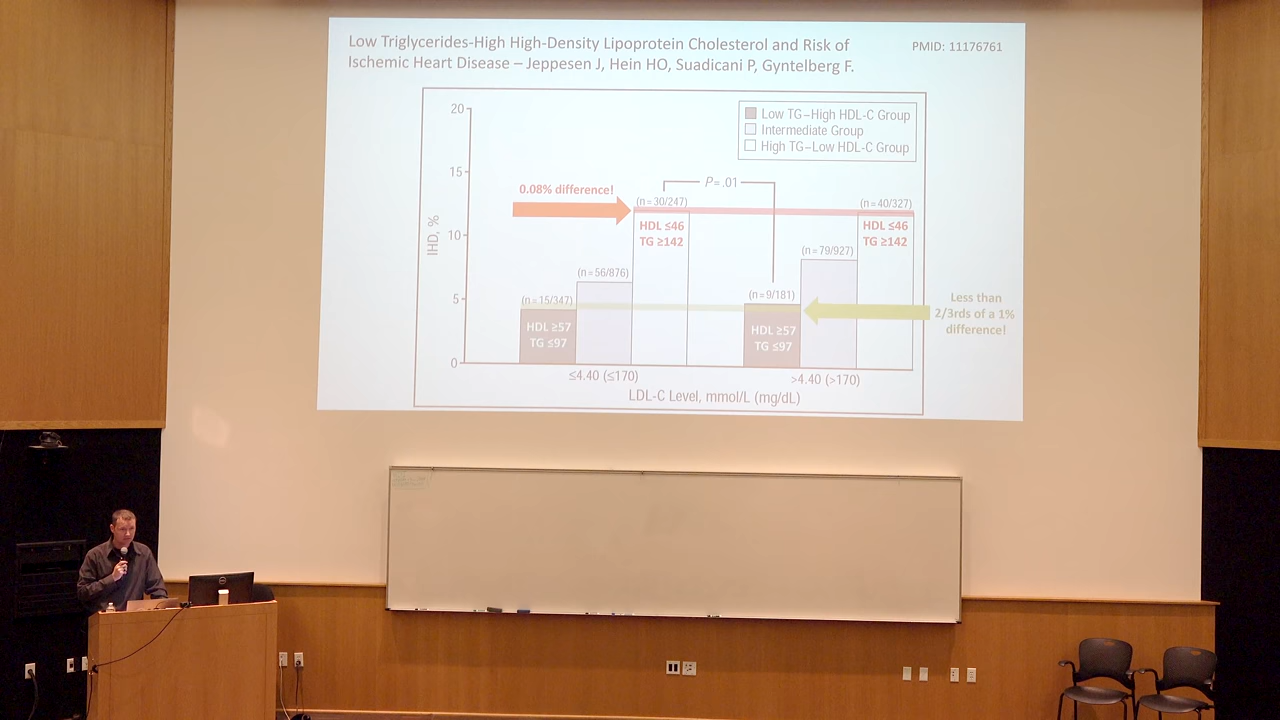 Low Triglycerides-High High-Density Lipoprotein Cholesterol and Risk of
Ischemic Heart Disease – Jeppesen J, Hein HO, Suadicani P, Gyntelberg F.
PMID: 11176761
20
15
10
5
0
IHD, %
Low TG–High HDL-C Group
Intermediate Group
High TG–Low HDL-C Group
0.08% difference!
P=.01
(n=30/247)
(n=40/327)
HDL ≤46
TG ≥142
HDL ≤46
TG ≥142
(n=56/876)
(n=79/927)
(n=15/347)
(n=9/181)
HDL ≥57
TG ≤97
HDL ≥57
TG ≤97
Less than
2/3rds of a 1%
difference!
≤4.40 (≤170)
>4.40 (>170)
LDL-C Level, mmol/L (mg/dL)